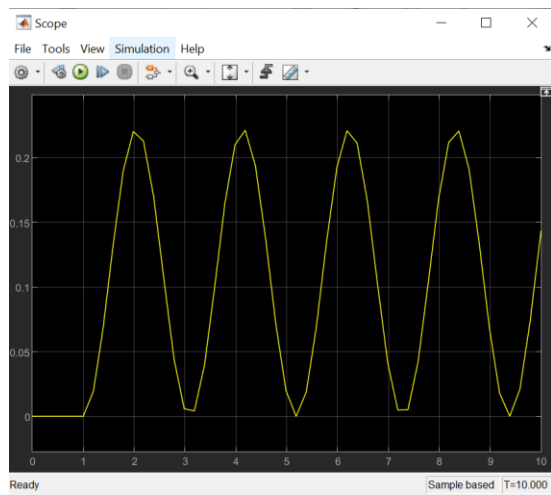 Scope
File Tools View Simulation Help
0.2
0.15
0.1
0.05
0
0 1 2 3 4 5 6 7 8 9 10
Ready Sample based T=10.000